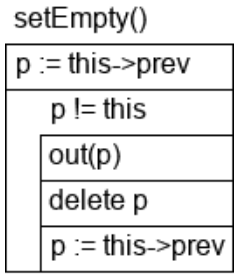 setEmpty()
p := this->prev
p != this
out(p)
delete p
p := this->prev